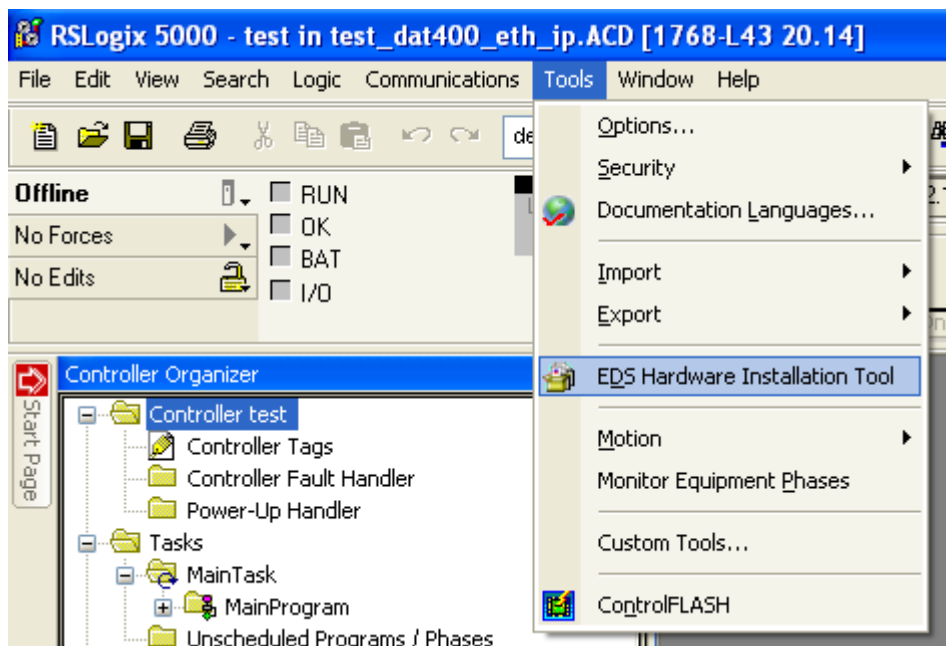 RSLogix 5000 - test in test_dat400_eth_ip.ACD [1768-L43 20.14]
File Edit View Search Logic Communications Tools Window Help
de
Options...
Security
Documentation Languages...
Import
Export
EDS Hardware Installation Tool
Motion
Monitor Equipment Phases
Custom Tools...
ControlFLASH
Offline
RUN
No Forces
OK
No Edits
BAT
I/O
Start Page
Controller Organizer
Controller test
Controller Tags
Controller Fault Handler
Power-Up Handler
Tasks
MainTask
MainProgram
Unscheduled Programs / Phases